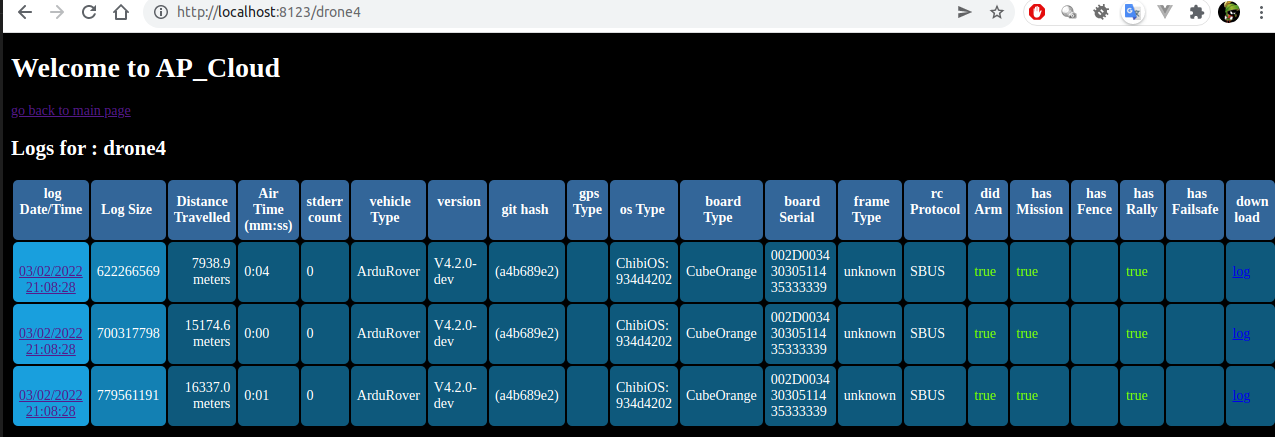 http://localhost:8123/drone4
Welcome to AP_Cloud
go back to main page
Logs for : drone4
log Date/Time Log Size Distance Travelled Air Time (mm:ss) stderr count vehicle Type version git hash gps Type os Type board Type board Serial frame Type rc Protocol did Arm has Mission has Fence has Rally has Failsafe down load
03/02/2022 21:08:28 622266569 7938.9 meters 0:04 0 ArduRover V4.2.0-dev (a4b689e2) ChibiOS: 934d4202 CubeOrange 002D0034 30305114 35333339 unknown SBUS true true true log
03/02/2022 21:08:28 700317798 15174.6 meters 0:00 0 ArduRover V4.2.0-dev (a4b689e2) ChibiOS: 934d4202 CubeOrange 002D0034 30305114 35333339 unknown SBUS true true true log
03/02/2022 21:08:28 779561191 16337.0 meters 0:01 0 ArduRover V4.2.0-dev (a4b689e2) ChibiOS: 934d4202 CubeOrange 002D0034 30305114 35333339 unknown SBUS true true true log